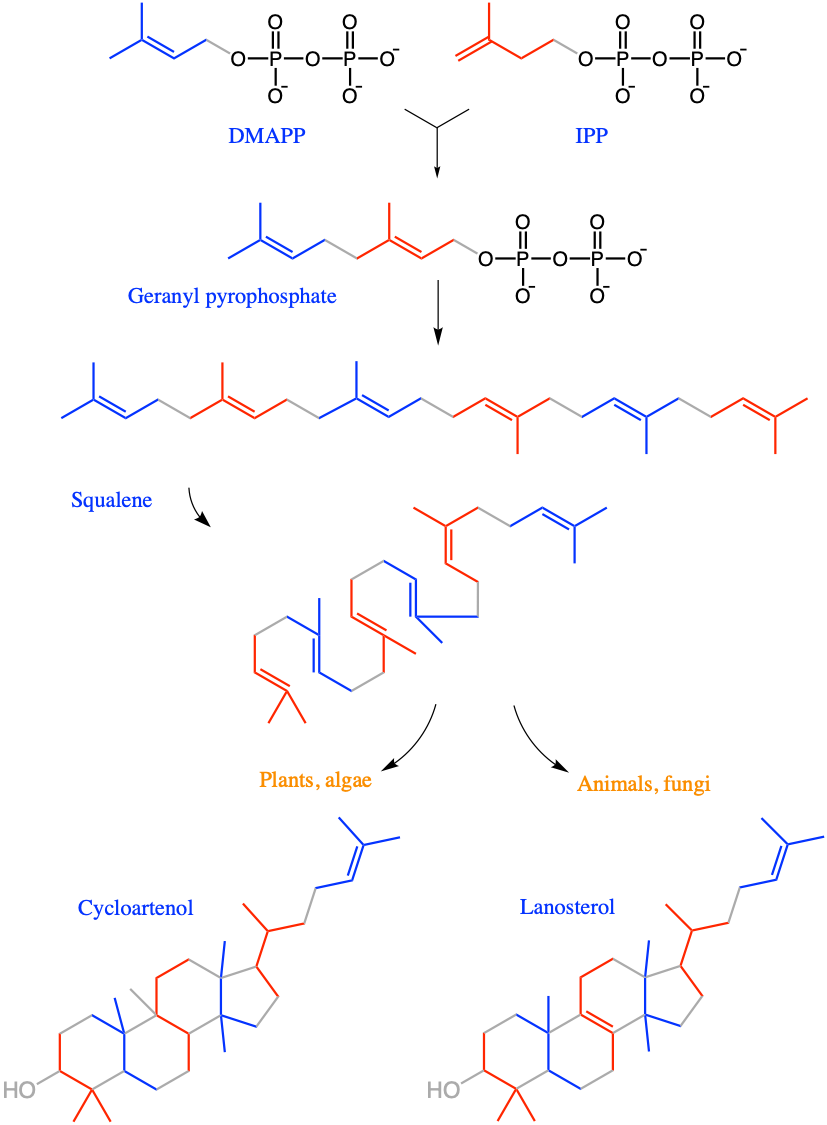 O O O O
O P O P O⁻ O P O P O⁻
O⁻ O⁻ O⁻ O⁻
DMAPP IPP
O O
O P O P O⁻
O⁻ O⁻
Geranyl pyrophosphate
Squalene
Plants, algae
Animals, fungi
Cycloartenol
Lanosterol
HO
HO